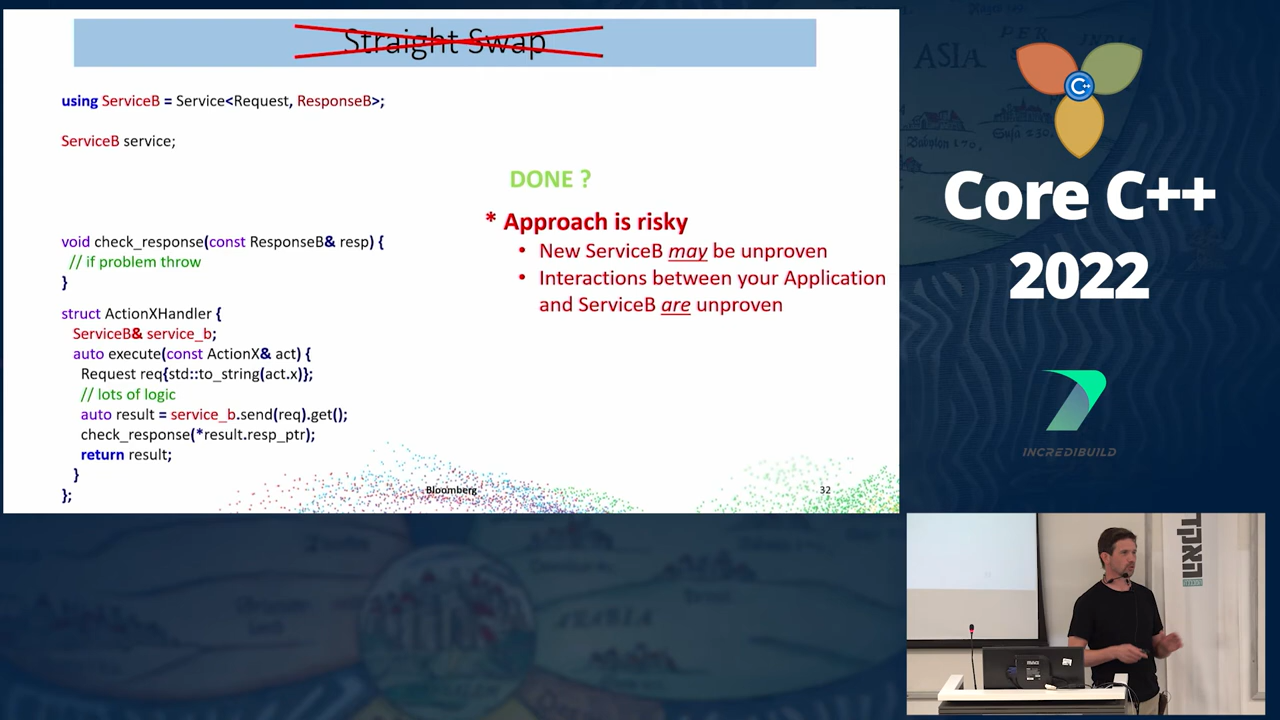 Straight Swap
using ServiceB = Service<Request, ResponseB>;
ServiceB service;
DONE ?
* Approach is risky
• New ServiceB may be unproven
• Interactions between your Application
and ServiceB are unproven
void check_response(const ResponseB& resp) {
// if problem throw
}
struct ActionXHandler {
ServiceB& service_b;
auto execute(const ActionX& act) {
Request req{std::to_string(act.x)};
// lots of logic
auto result = service_b.send(req).get();
check_response(*result.resp_ptr);
return result;
}
};
Bloomberg
32
ASIA
PER
INDIA
C++
Core C++
2022
INCREDIBUILD